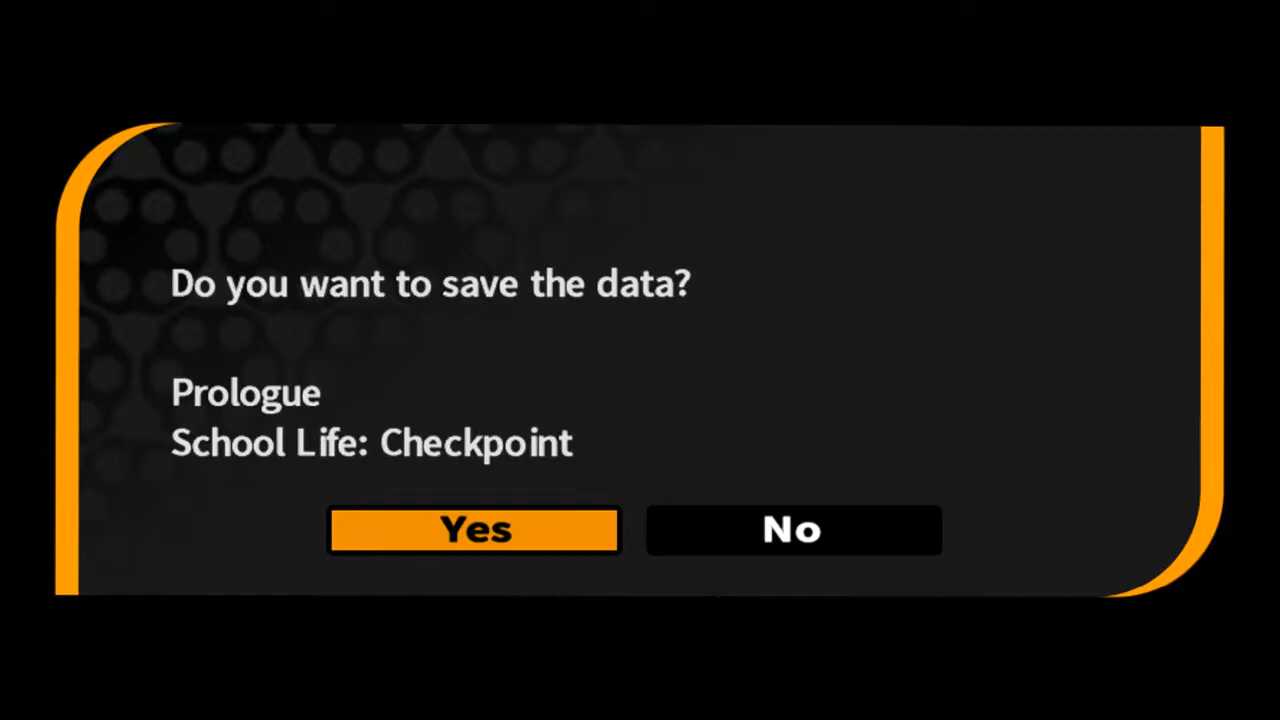 Do you want to save the data?
Prologue
School Life: Checkpoint
Yes
No